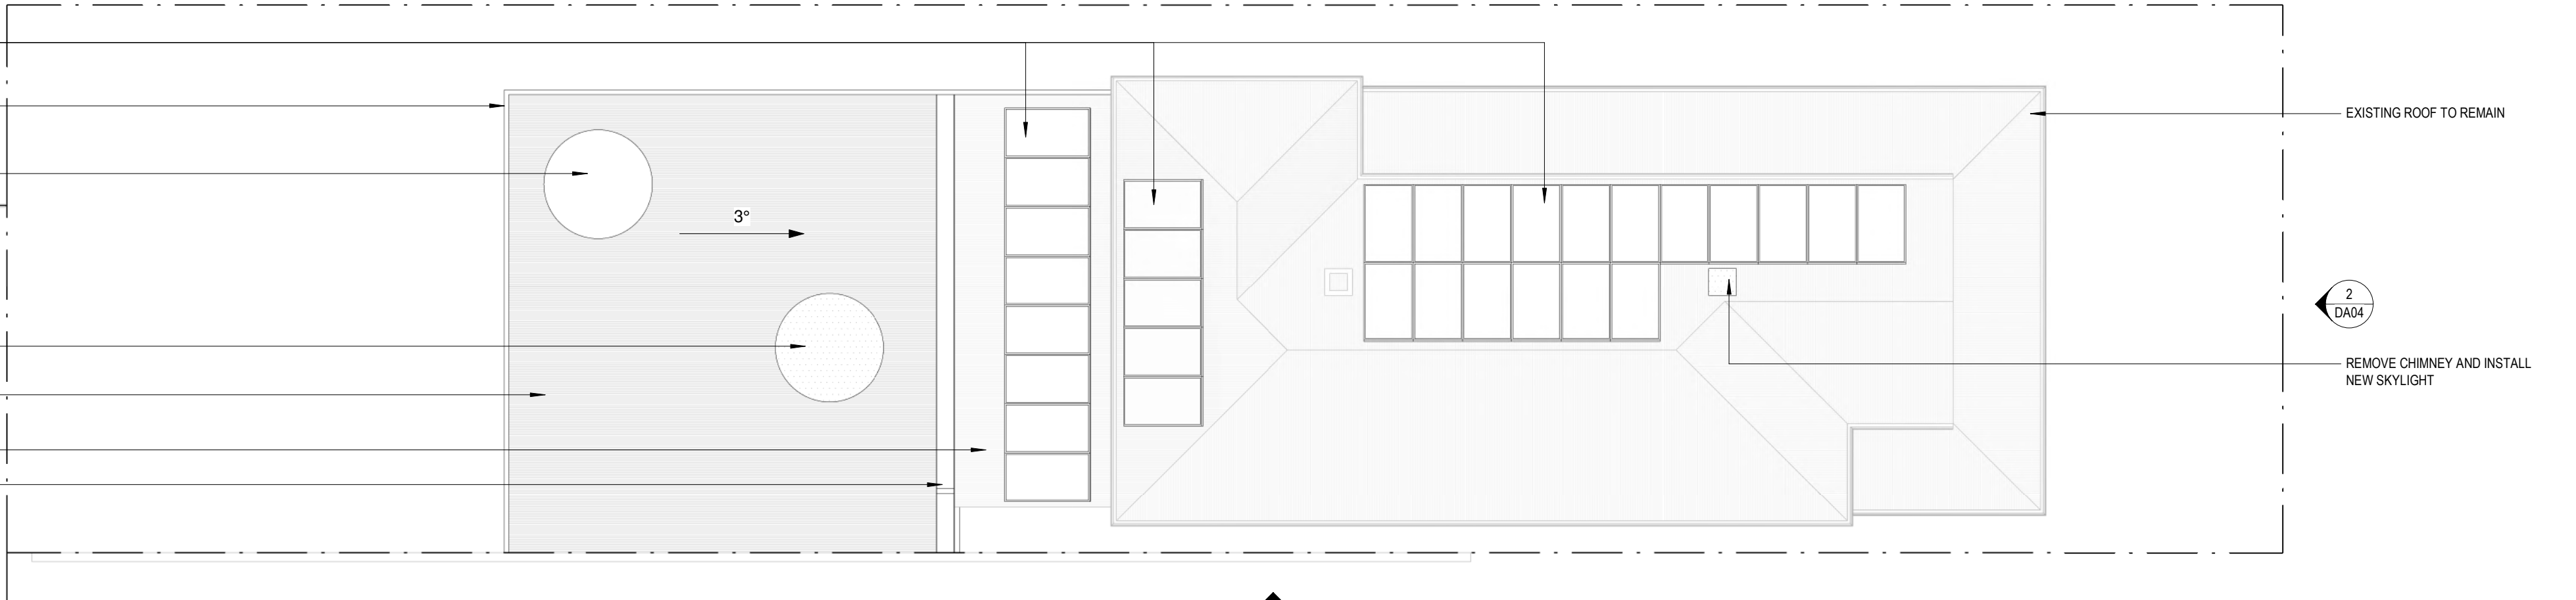 EXISTING ROOF TO REMAIN
3°
2
DA04
REMOVE CHIMNEY AND INSTALL
NEW SKYLIGHT